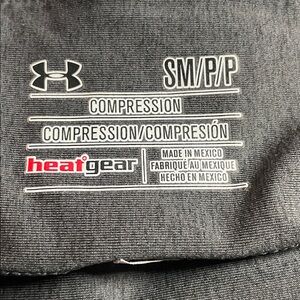 SM/P/P
COMPRESSION
COMPRESSION/COMPRESIÓN
heatgear
MADE IN MEXICO
FABRIQUÉ AU MEXIQUE
HECHO EN MEXICO